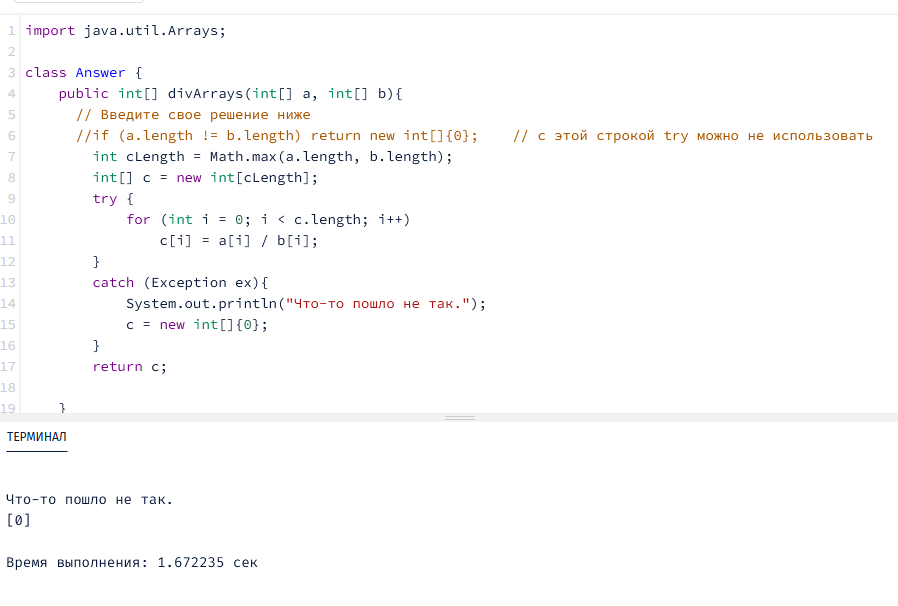 1 import java.util.Arrays;
2
3 class Answer {
4     public int[] divArrays(int[] a, int[] b){
5       // Введите свое решение ниже
6       //if (a.length != b.length) return new int[]{0};    // с этой строкой try можно не использовать
7         int cLength = Math.max(a.length, b.length);
8         int[] c = new int[cLength];
9         try {
10             for (int i = 0; i < c.length; i++)
11                 c[i] = a[i] / b[i];
12         }
13         catch (Exception ex){
14             System.out.println("Что-то пошло не так.");
15             c = new int[]{0};
16         }
17         return c;
18
19     }
ТЕРМИНАЛ
Что-то пошло не так.
[0]
Время выполнения: 1.672235 сек